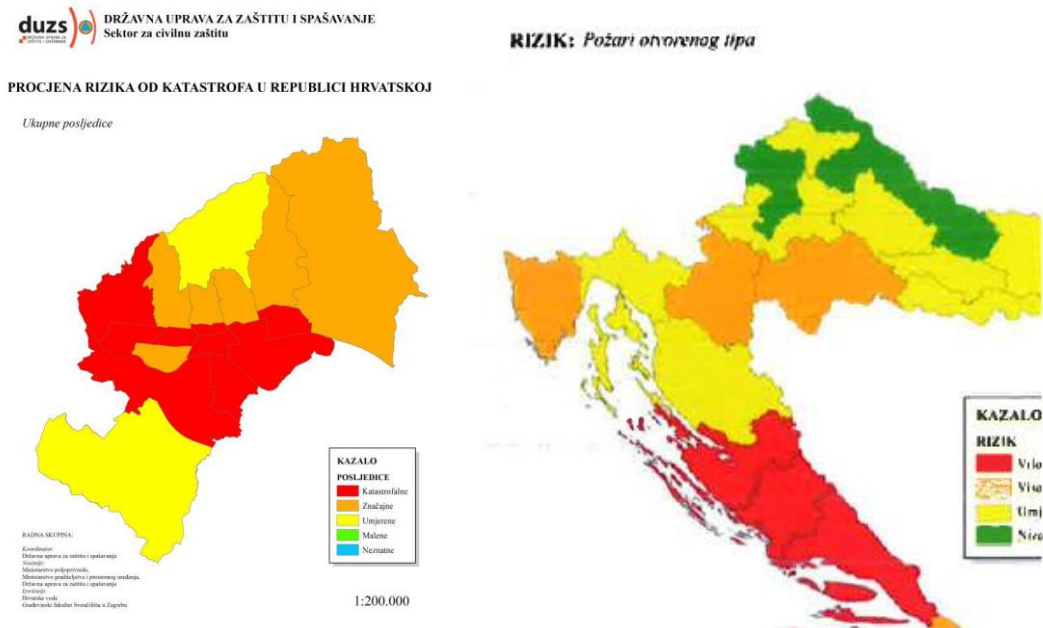 duzs
DRŽAVNA UPRAVA ZA ZAŠTITU I SPAŠAVANJE
Sektor za civilnu zaštitu
PROCJENA RIZIKA OD KATASTROFA U REPUBLICI HRVATSKOJ
Ukupne posljedice
KAZALO
POSLJEDICE
Katastrofalne
Značajne
Umjerene
Malene
Neznatne
RADNA SKUPINA:
Koordinator:
Državna uprava za zaštitu i spašavanje
Nositelji:
Ministarstvo poljoprivrede,
Ministarstvo graditeljstva i prostornog uređenja,
Državna uprava za zaštitu i spašavanje
Izvršitelji:
Hrvatske vode
Građevinski fakultet Sveučilišta u Zagrebu
1:200.000
RIZIK: Požari otvorenog tipa
KAZALO
RIZIK